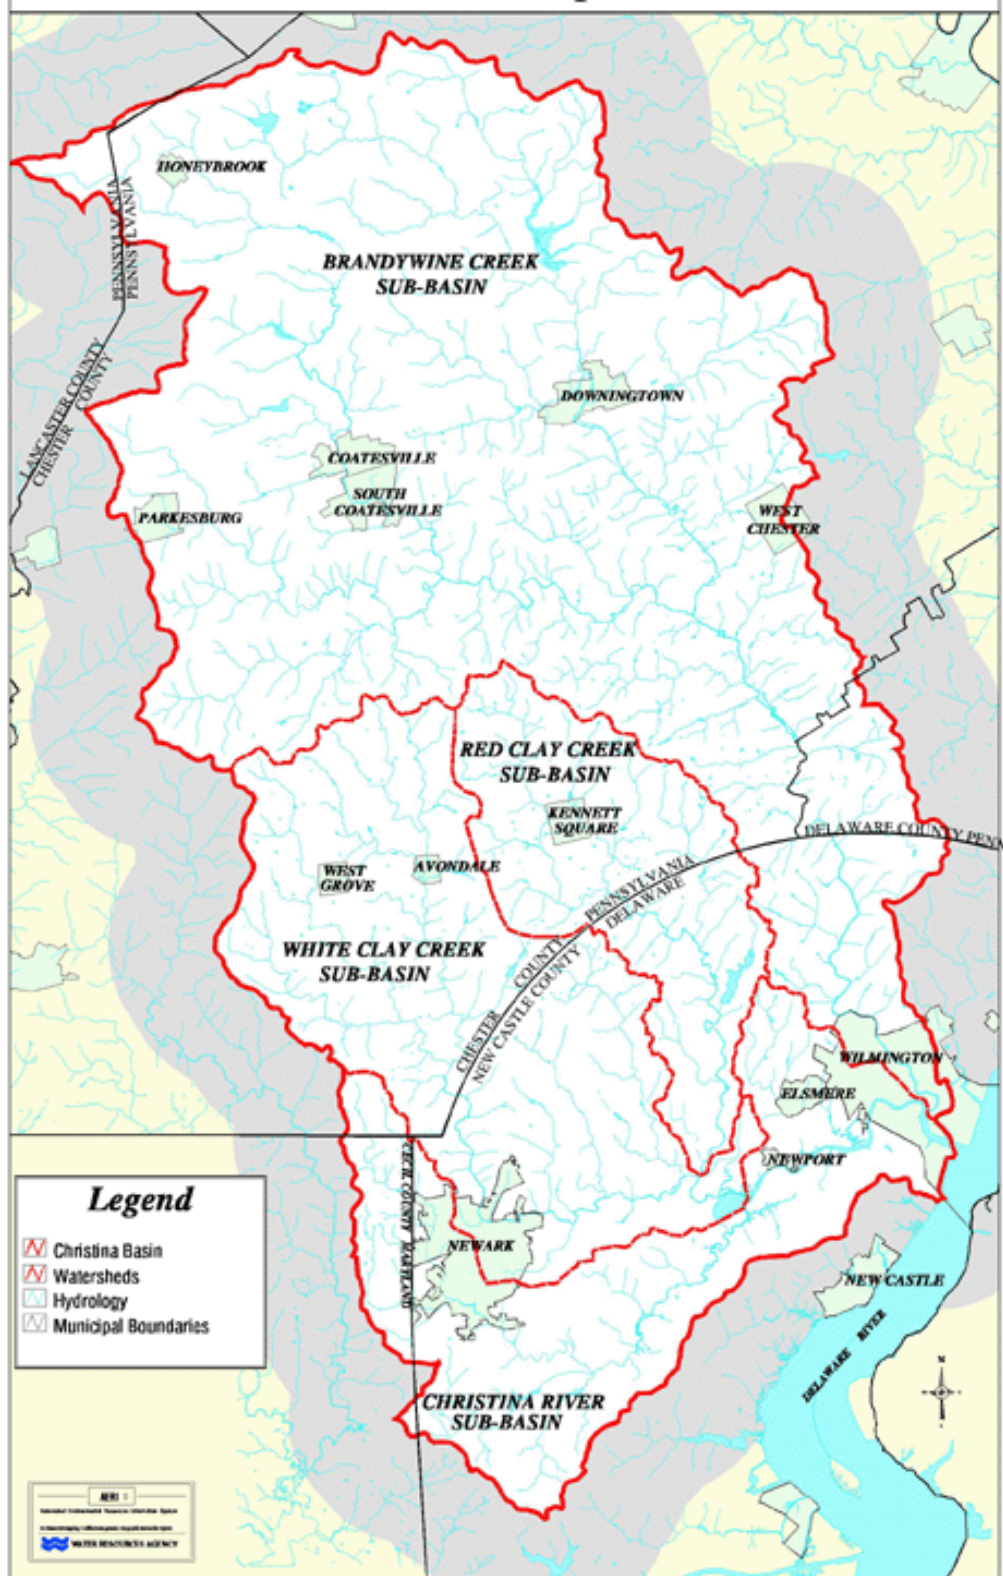 HONEYBROOK
PENNSYLVANIA
PENNSYLVANIA
BRANDYWINE CREEK
SUB-BASIN
LANCASTER COUNTY
CHESTER COUNTY
DOWNINGTOWN
COATESVILLE
SOUTH
COATESVILLE
PARKESBURG
WEST
CHESTER
RED CLAY CREEK
SUB-BASIN
KENNETT
SQUARE
DELAWARE COUNTY PENN
WEST
GROVE
AVONDALE
PENNSYLVANIA
DELAWARE
WHITE CLAY CREEK
SUB-BASIN
CHESTER COUNTY
NEW CASTLE COUNTY
WILMINGTON
ELSMERE
NEWPORT
CECIL COUNTY MARYLAND
NEWARK
NEW CASTLE
DELAWARE RIVER
Legend
Christina Basin
Watersheds
Hydrology
Municipal Boundaries
CHRISTINA RIVER
SUB-BASIN
N
WATER RESOURCES AGENCY